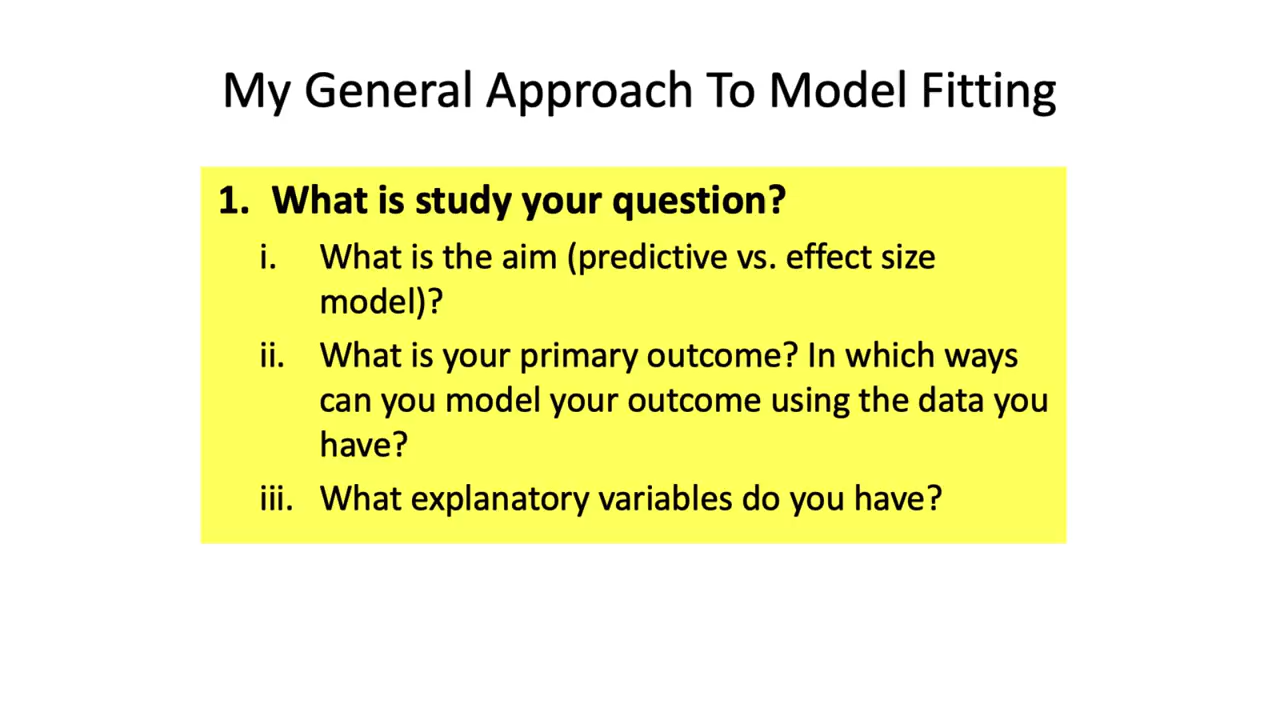 My General Approach To Model Fitting
1. What is study your question?
i. What is the aim (predictive vs. effect size
model)?
ii. What is your primary outcome? In which ways
can you model your outcome using the data you
have?
iii. What explanatory variables do you have?